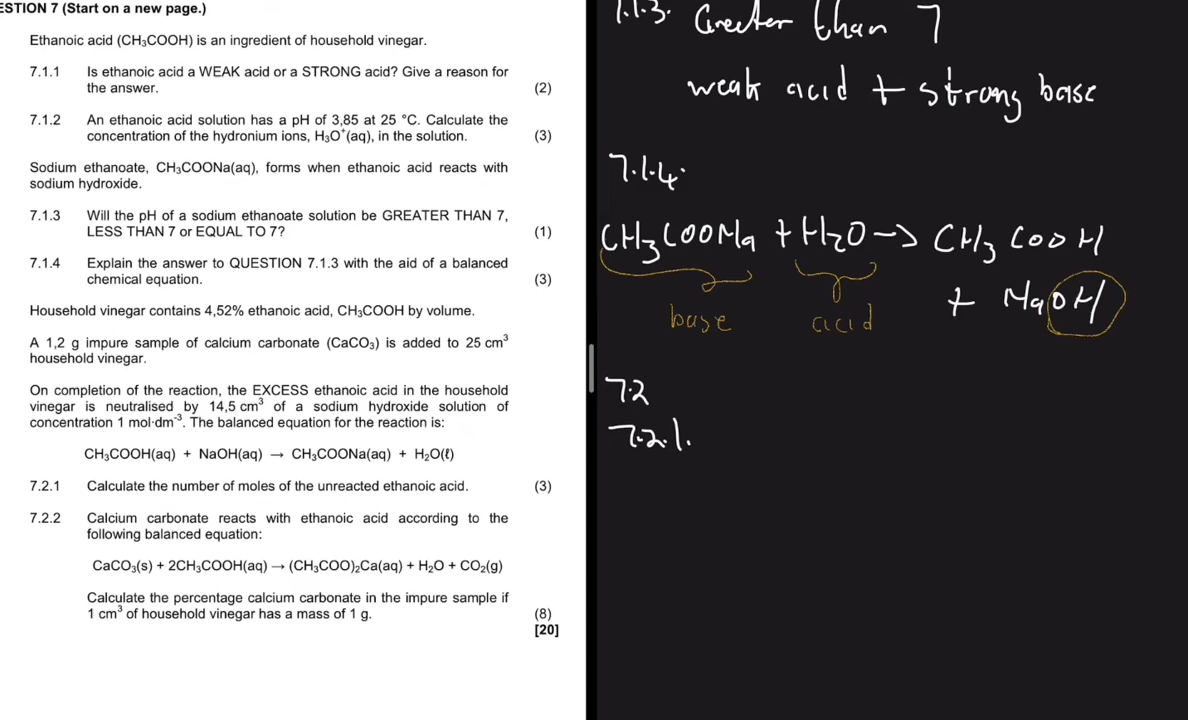 ESTION 7 (Start on a new page.)
Ethanoic acid (CH₃COOH) is an ingredient of household vinegar.
7.1.1 Is ethanoic acid a WEAK acid or a STRONG acid? Give a reason for
the answer. (2)
7.1.2 An ethanoic acid solution has a pH of 3,85 at 25 °C. Calculate the
concentration of the hydronium ions, H₃O⁺(aq), in the solution. (3)
Sodium ethanoate, CH₃COONa(aq), forms when ethanoic acid reacts with
sodium hydroxide.
7.1.3 Will the pH of a sodium ethanoate solution be GREATER THAN 7,
LESS THAN 7 or EQUAL TO 7? (1)
7.1.4 Explain the answer to QUESTION 7.1.3 with the aid of a balanced
chemical equation. (3)
Household vinegar contains 4,52% ethanoic acid, CH₃COOH by volume.
A 1,2 g impure sample of calcium carbonate (CaCO₃) is added to 25 cm³
household vinegar.
On completion of the reaction, the EXCESS ethanoic acid in the household
vinegar is neutralised by 14,5 cm³ of a sodium hydroxide solution of
concentration 1 mol·dm⁻³. The balanced equation for the reaction is:
CH₃COOH(aq) + NaOH(aq) → CH₃COONa(aq) + H₂O(ℓ)
7.2.1 Calculate the number of moles of the unreacted ethanoic acid. (3)
7.2.2 Calcium carbonate reacts with ethanoic acid according to the
following balanced equation:
CaCO₃(s) + 2CH₃COOH(aq) → (CH₃COO)₂Ca(aq) + H₂O + CO₂(g)
Calculate the percentage calcium carbonate in the impure sample if
1 cm³ of household vinegar has a mass of 1 g. (8)
[20]
7.1.3. Greater than 7
weak acid + strong base
7.1.4.
CH₃COONa + H₂O → CH₃COOH
+ NaOH
base acid
7.2
7.2.1.